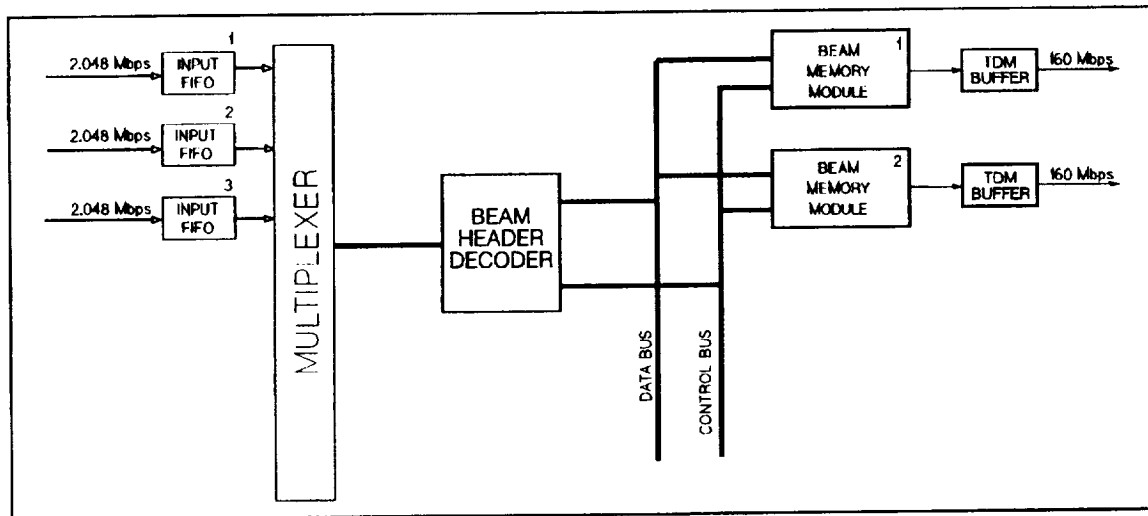 1
2.048 Mbps
INPUT
FIFO
2
2.048 Mbps
INPUT
FIFO
3
2.048 Mbps
INPUT
FIFO
MULTIPLEXER
BEAM
HEADER
DECODER
DATA BUS
CONTROL BUS
BEAM
MEMORY
MODULE
1
TDM
BUFFER
160 Mbps
BEAM
MEMORY
MODULE
2
TDM
BUFFER
160 Mbps